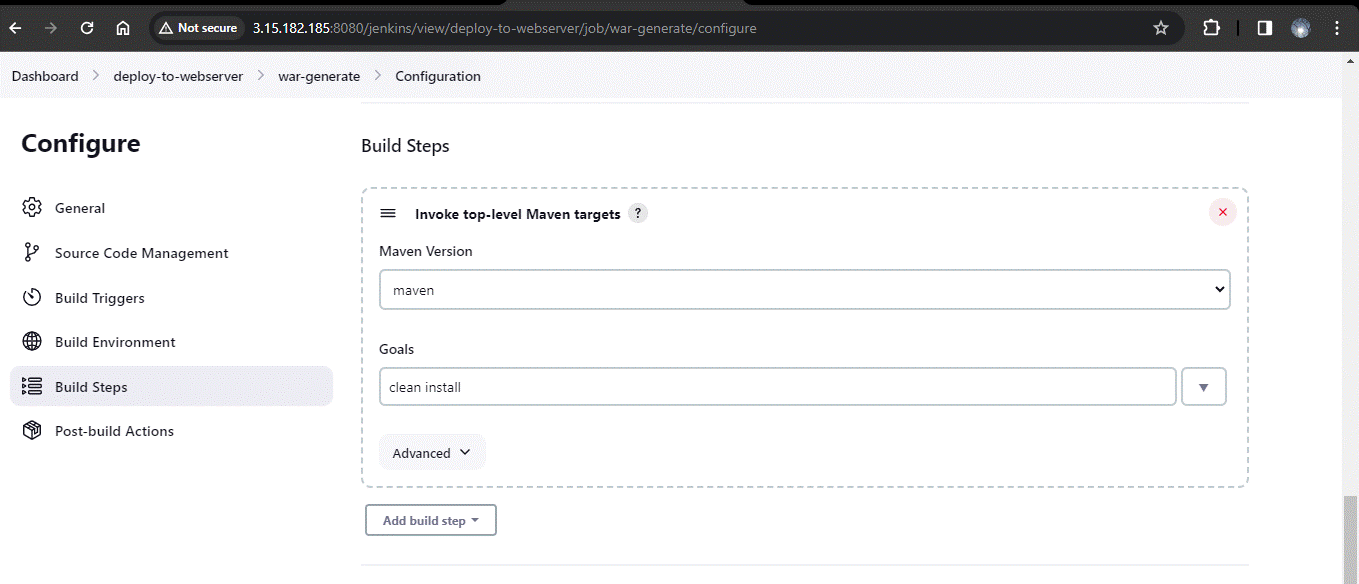 Not secure 3.15.182.185:8080/jenkins/view/deploy-to-webserver/job/war-generate/configure
Dashboard deploy-to-webserver war-generate Configuration
Configure
General
Source Code Management
Build Triggers
Build Environment
Build Steps
Post-build Actions
Build Steps
Invoke top-level Maven targets ?
Maven Version
maven
Goals
clean install
Advanced
Add build step